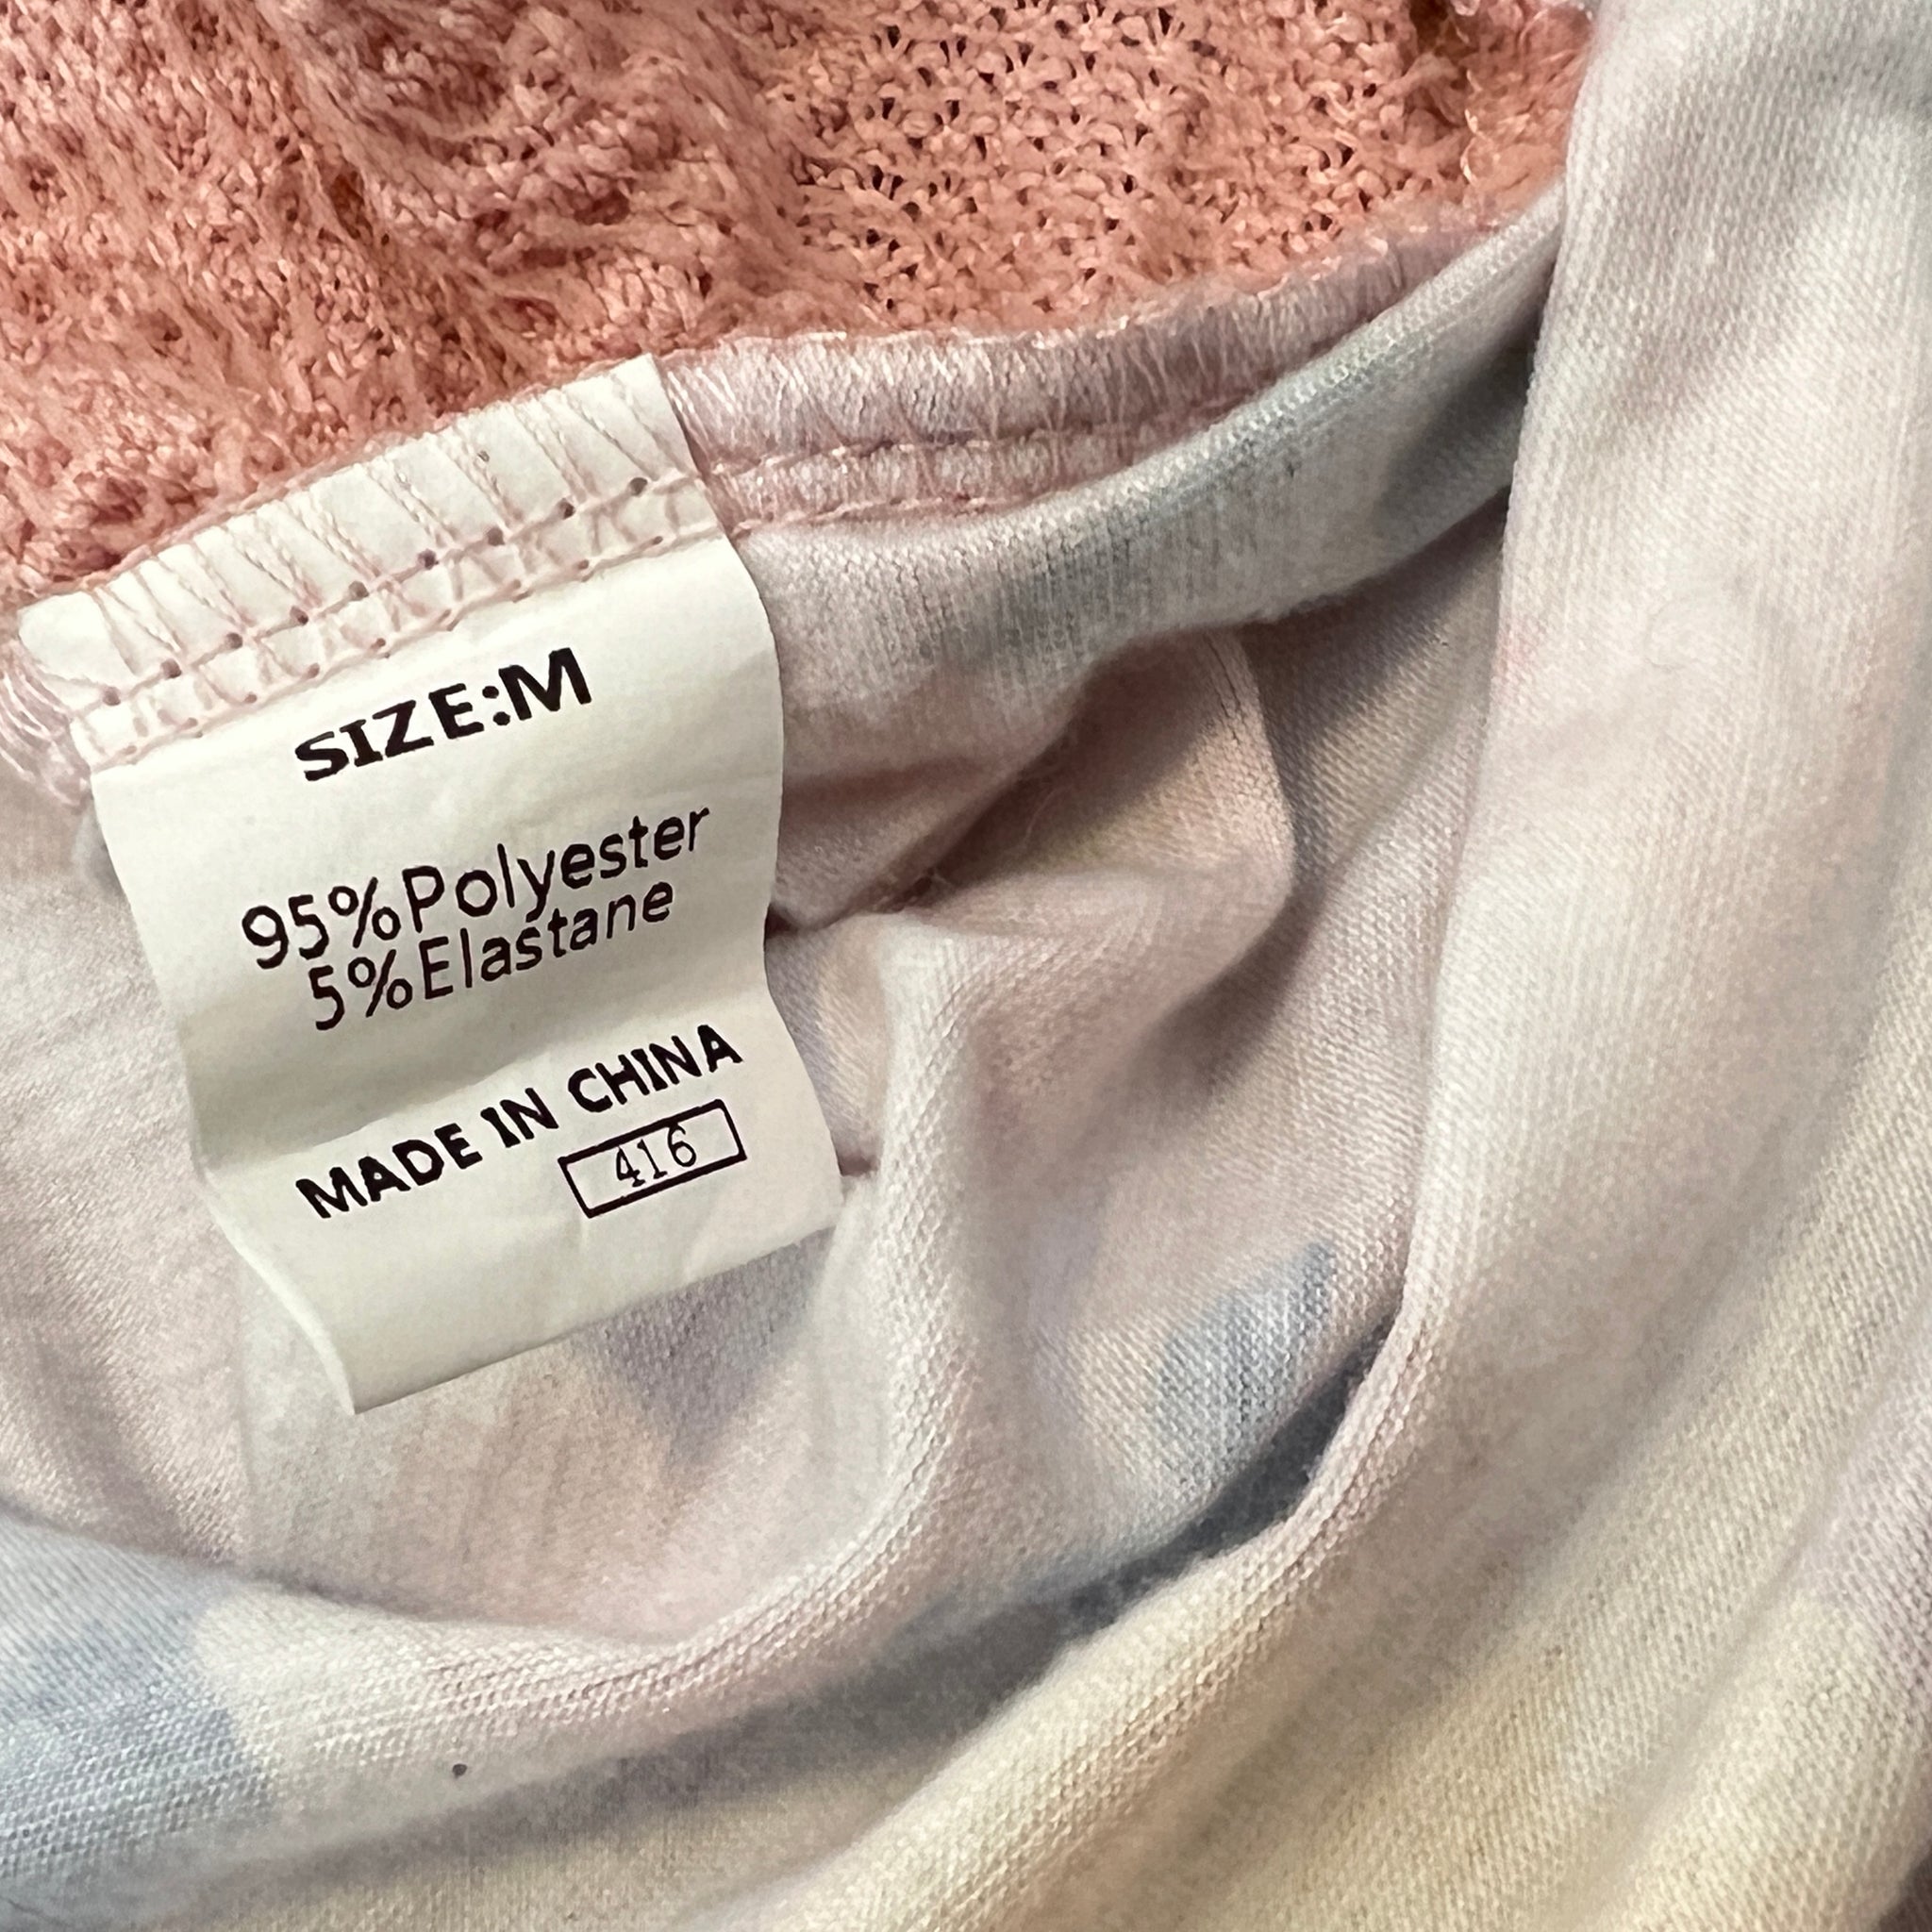 SIZE:M
95%Polyester
5%Elastane
MADE IN CHINA
416